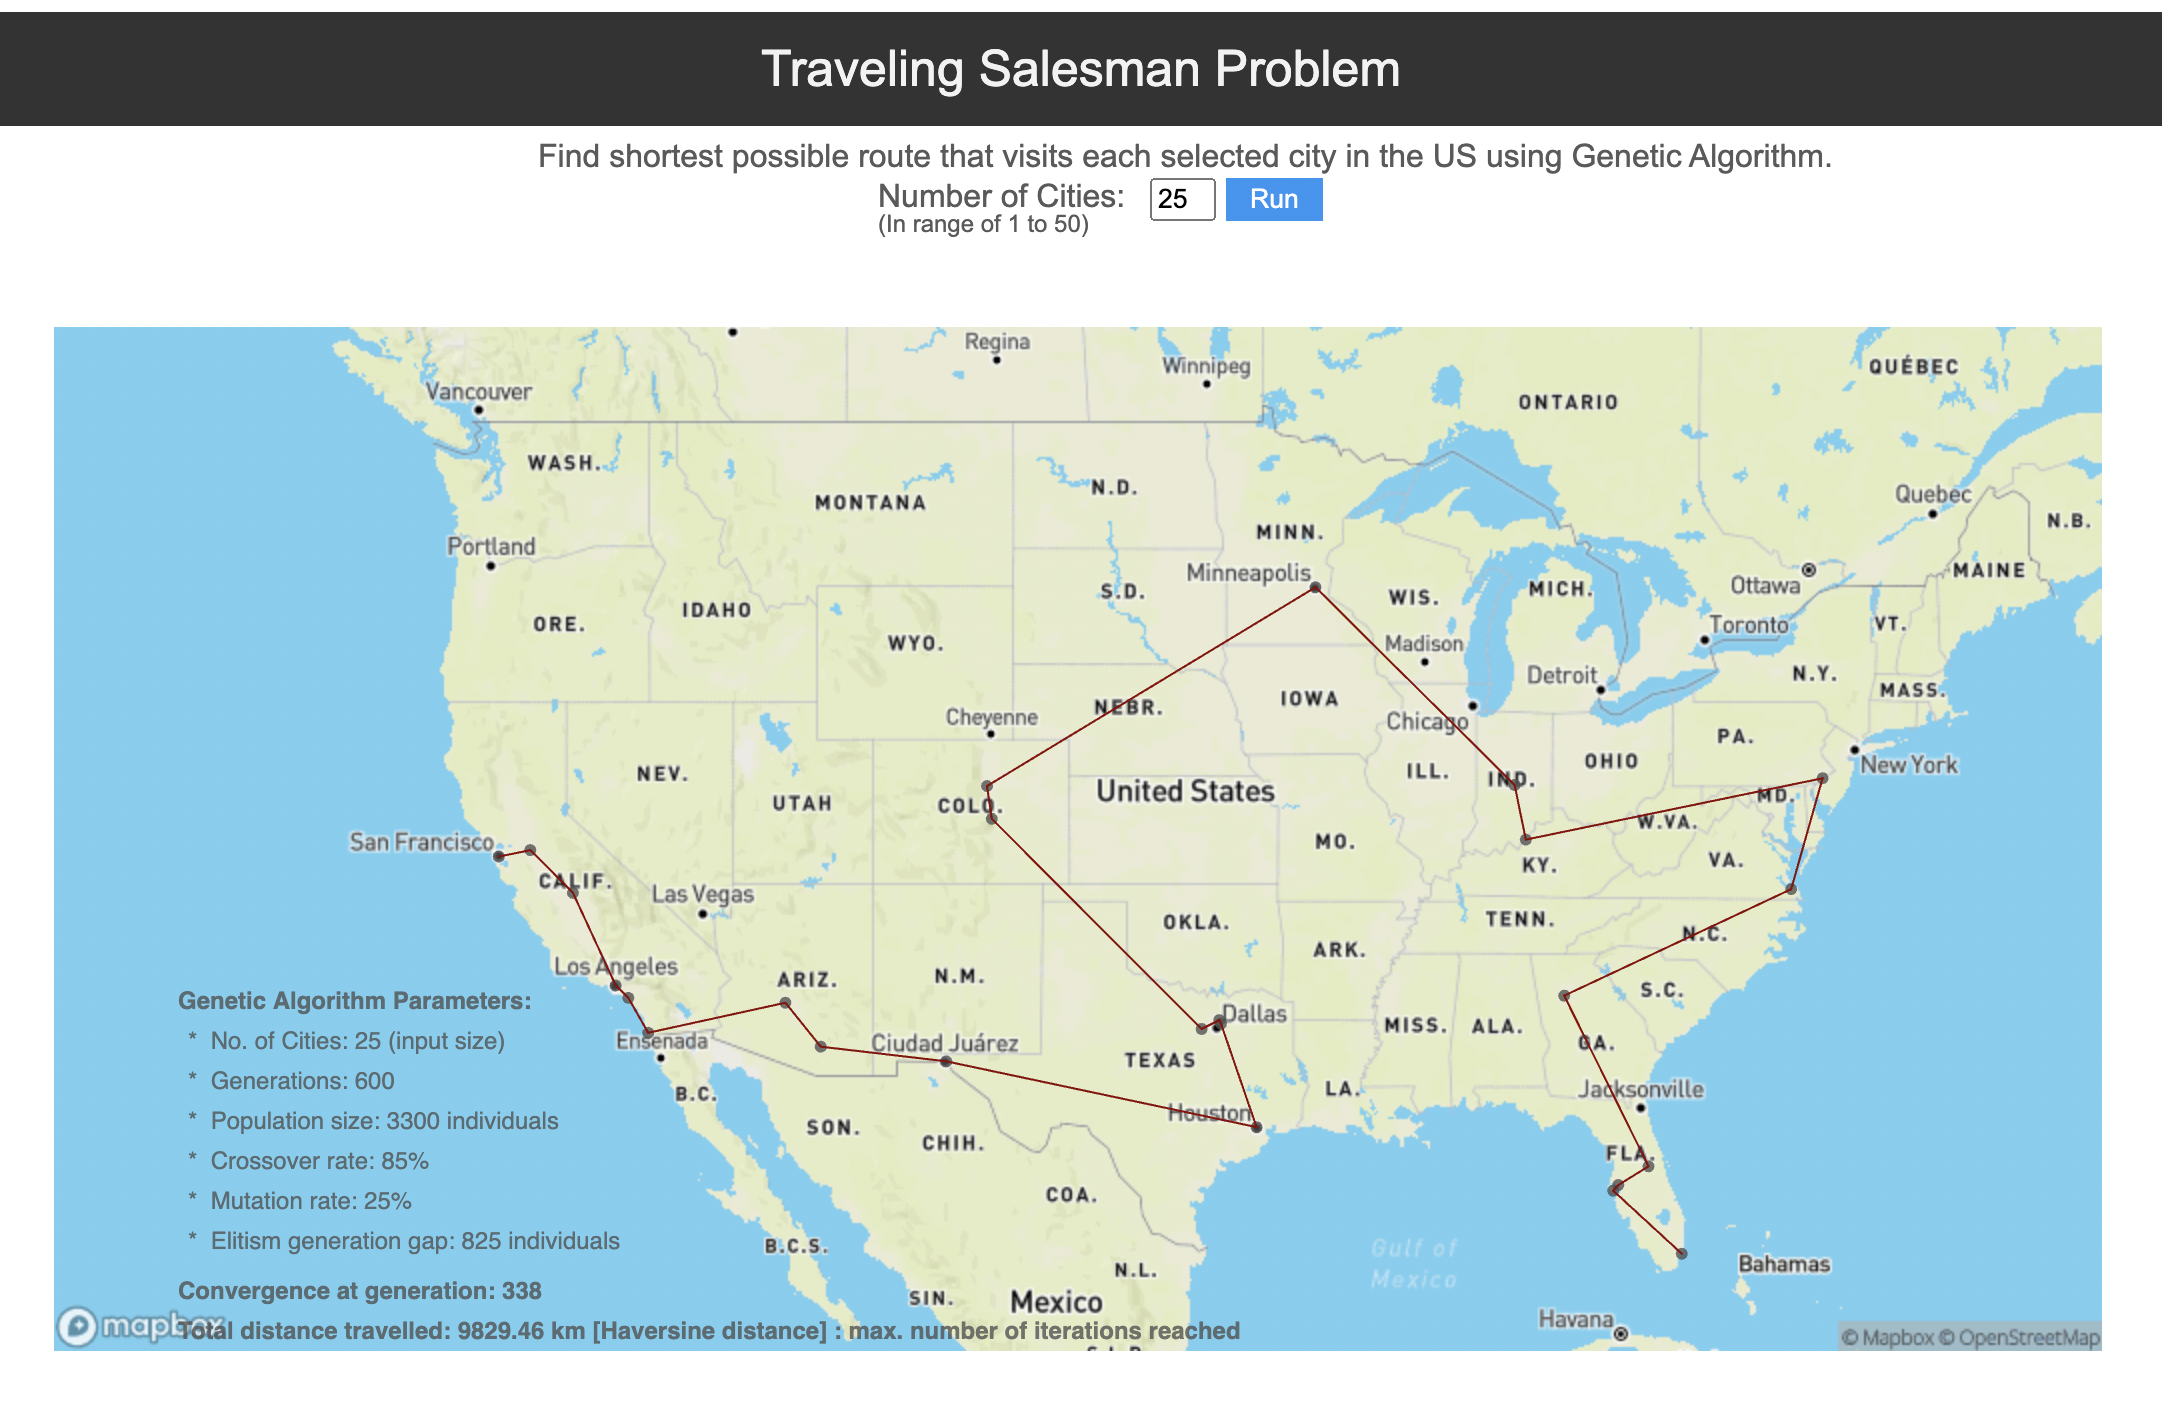 Traveling Salesman Problem
Find shortest possible route that visits each selected city in the US using Genetic Algorithm.
Number of Cities: 25 Run
(In range of 1 to 50)
Regina
Winnipeg
QUÉBEC
Vancouver
ONTARIO
WASH.
N.D.
Quebec
MONTANA
N.B.
MINN.
Portland
Minneapolis
MAINE
Ottawa
S.D.
MICH.
WIS.
IDAHO
ORE.
Toronto
VT.
WYO.
Madison
Detroit
N.Y.
MASS.
IOWA
NEBR.
Cheyenne
Chicago
PA.
OHIO
New York
NEV.
ILL.
IND.
United States
MD.
UTAH
COLO.
W.VA.
San Francisco
MO.
VA.
KY.
CALIF.
Las Vegas
TENN.
OKLA.
N.C.
ARK.
Los Angeles
ARIZ.
N.M.
S.C.
Genetic Algorithm Parameters:
Dallas
MISS.
ALA.
* No. of Cities: 25 (input size)
Ensenada
Ciudad Juárez
GA.
TEXAS
* Generations: 600
B.C.
LA.
Jacksonville
Houston
* Population size: 3300 individuals
SON.
CHIH.
FLA.
* Crossover rate: 85%
COA.
* Mutation rate: 25%
* Elitism generation gap: 825 individuals
B.C.S.
Gulf of
Mexico
Bahamas
N.L.
Convergence at generation: 338
SIN.
Mexico
Havana
mapbox
Total distance travelled: 9829.46 km [Haversine distance] : max. number of iterations reached
© Mapbox © OpenStreetMap